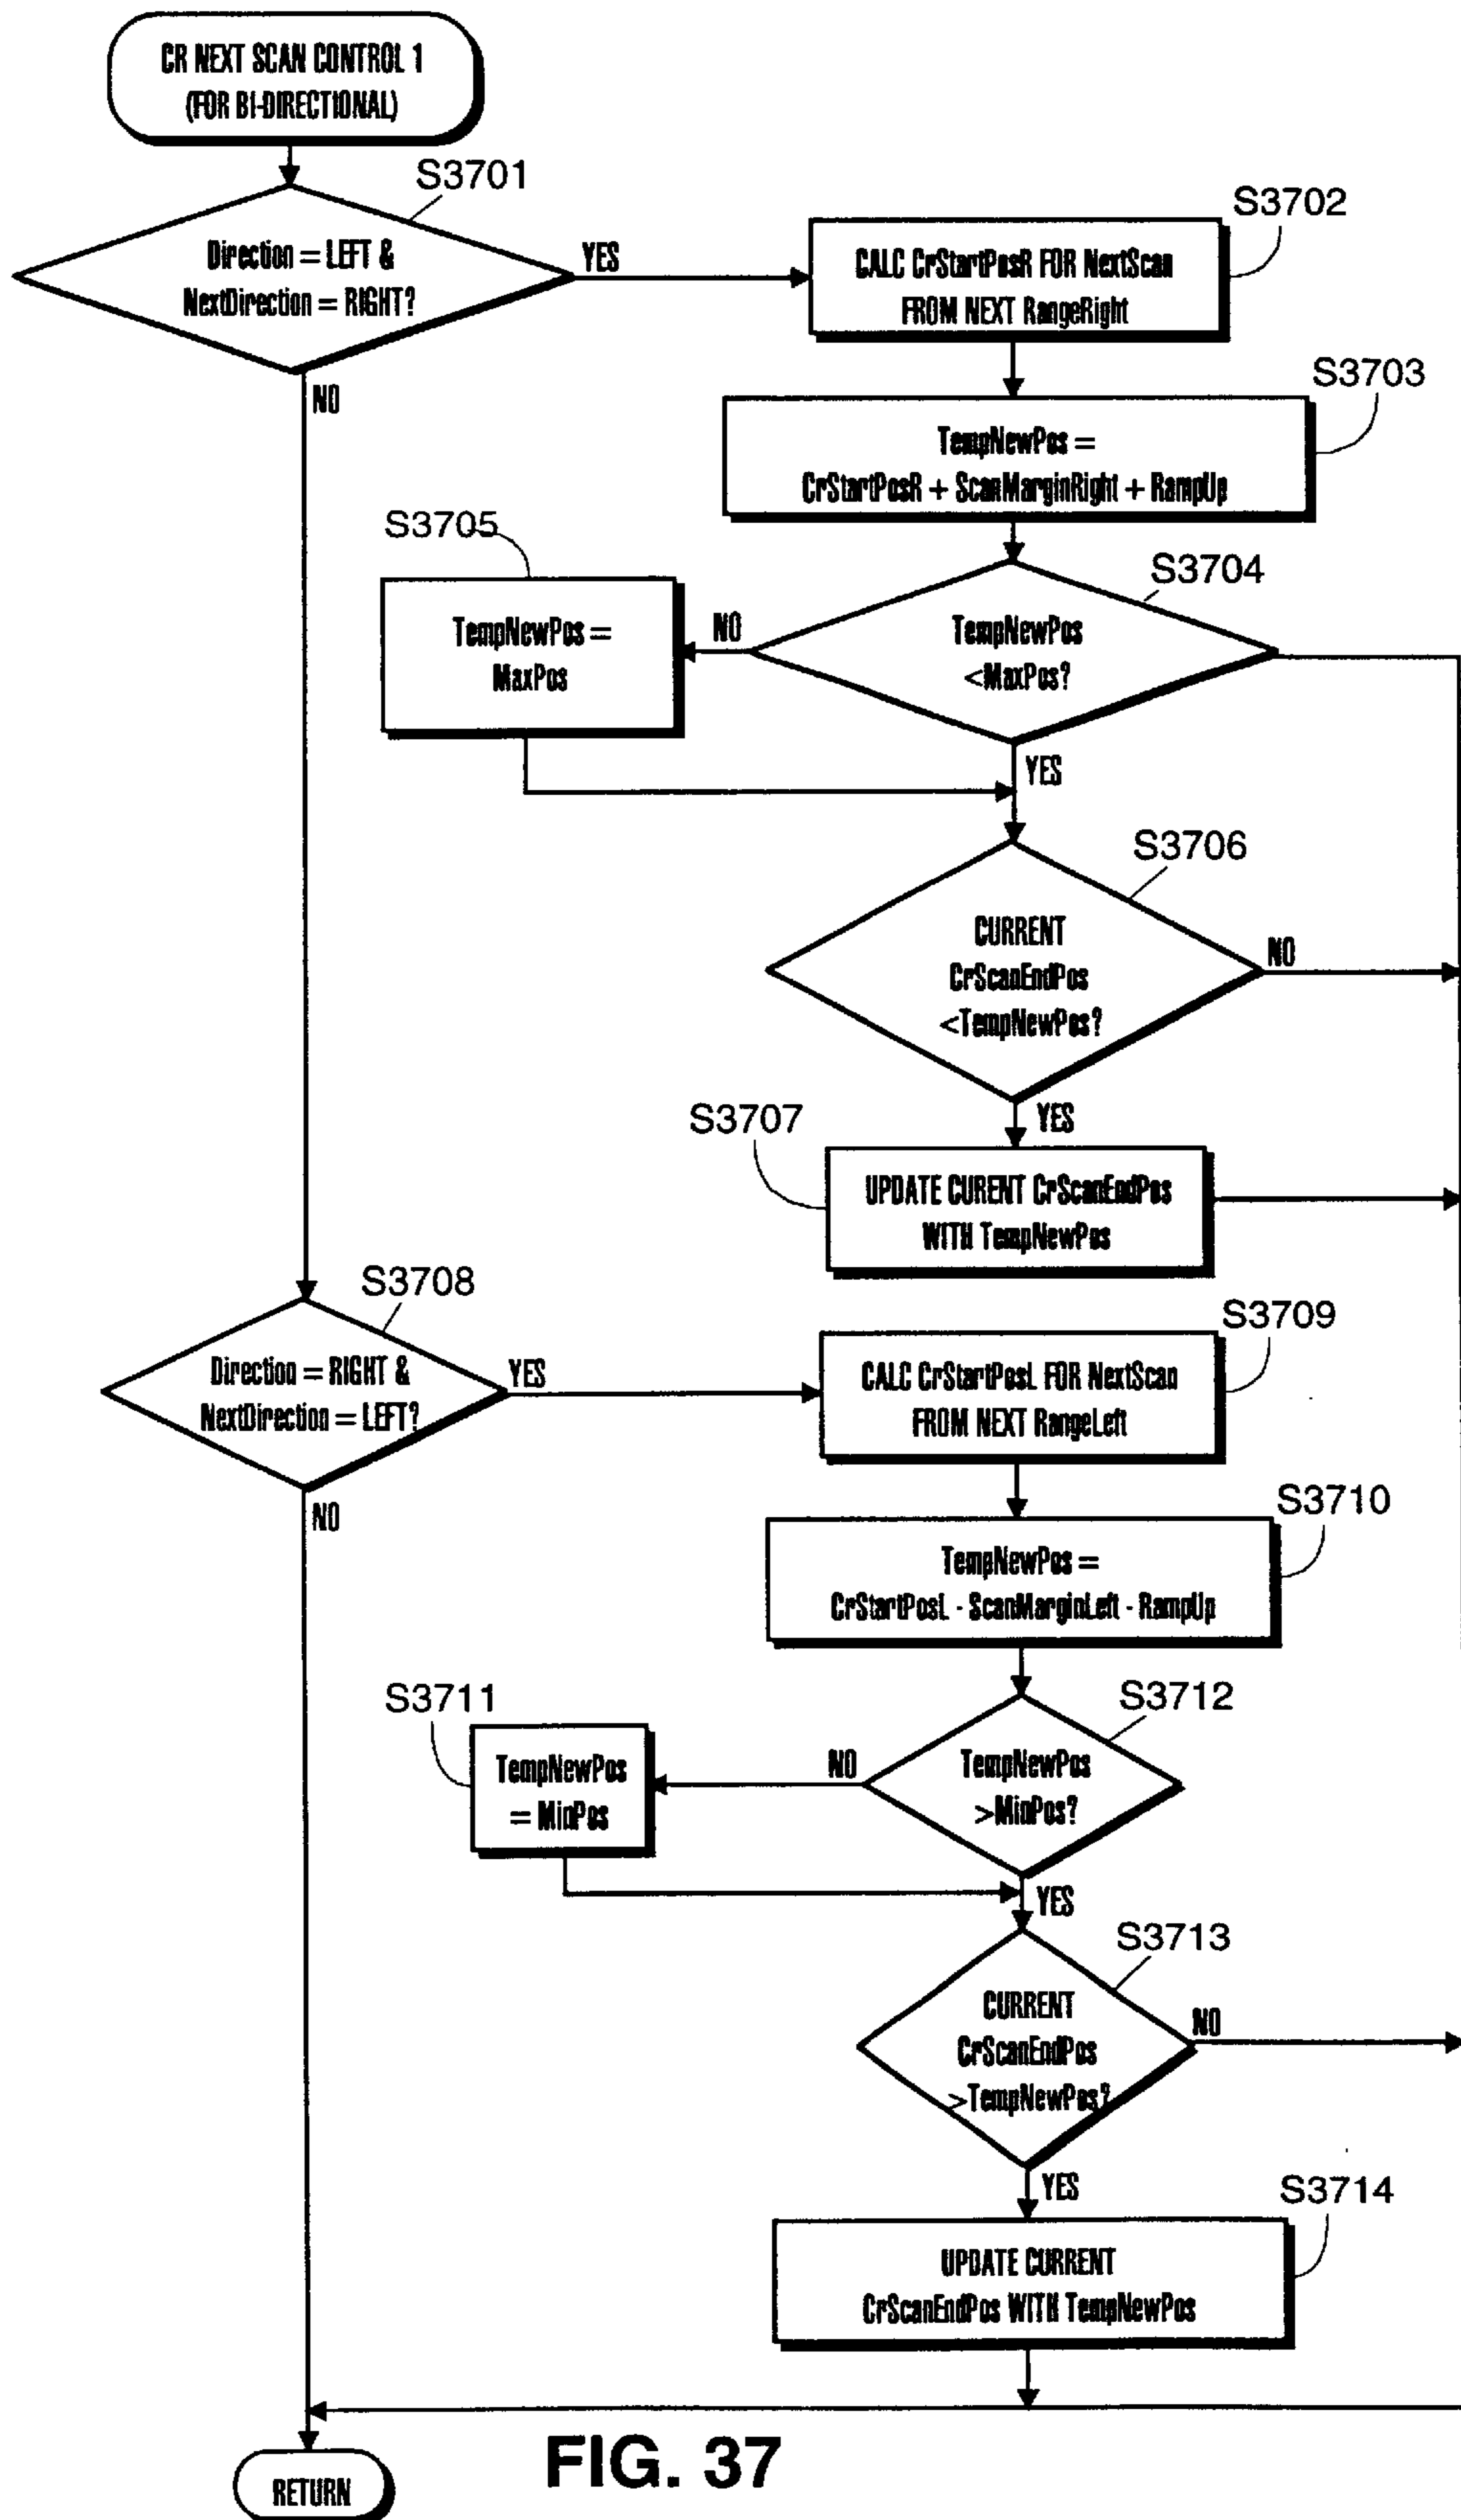 CR NEXT SCAN CONTROL 1
(FOR BI-DIRECTIONAL)
S3701
Direction = LEFT &
NextDirection = RIGHT?
YES
NO
S3702
CALC CrStartPosR FOR NextScan
FROM NEXT RangeRight
S3703
TempNewPos =
CrStartPosR + ScanMarginRight + RampUp
S3705
TempNewPos =
MaxPos
NO
S3704
TempNewPos
<MaxPos?
YES
S3706
CURRENT
CrScanEndPos
<TempNewPos?
NO
YES
S3707
UPDATE CURENT CrScanEndPos
WITH TempNewPos
S3708
Direction = RIGHT &
NextDirection = LEFT?
YES
NO
S3709
CALC CrStartPosL FOR NextScan
FROM NEXT RangeLeft
S3710
TempNewPos =
CrStartPosL - ScanMarginLeft - RampUp
S3711
TempNewPos
= MinPos
NO
S3712
TempNewPos
>MinPos?
YES
S3713
CURRENT
CrScanEndPos
>TempNewPos?
NO
YES
S3714
UPDATE CURRENT
CrScanEndPos WITH TempNewPos
RETURN
FIG. 37